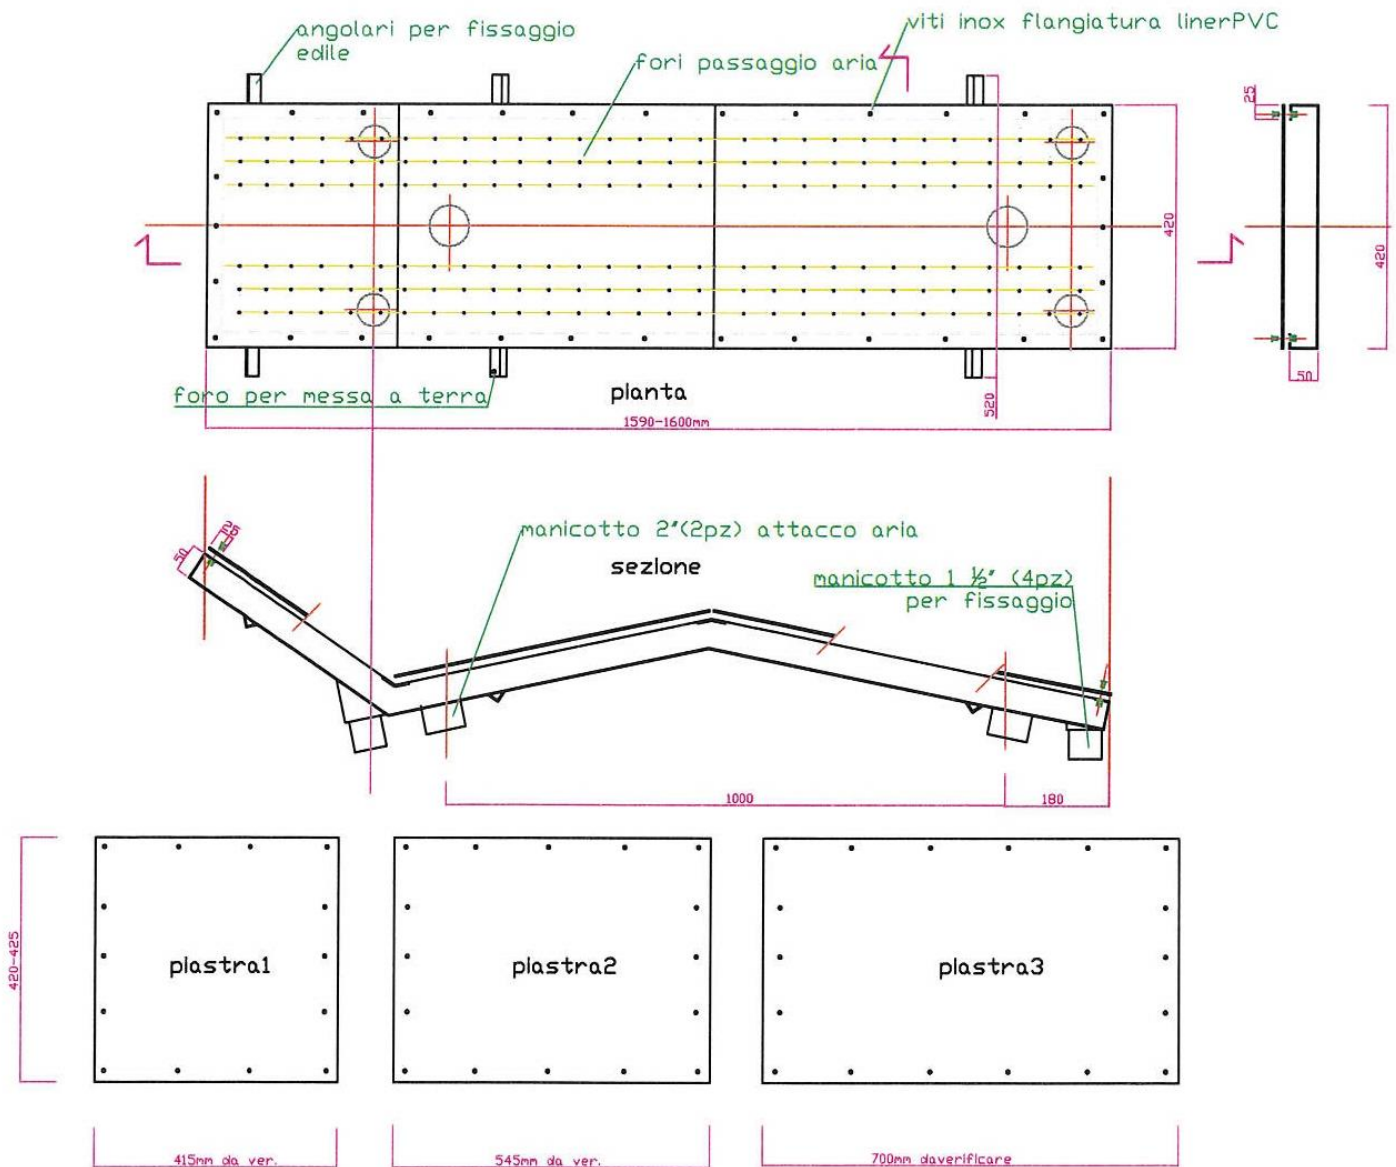 angolari per fissaggio
edile
viti inox flangiatura linerPVC
fori passaggio aria
25
420
420
50
foro per messa a terra
pianta
520
1590-1600mm
manicotto 2"(2pz) attacco aria
25
50
sezione
manicotto 1 ½" (4pz)
per fissaggio
1000
180
420-425
piastra1
piastra2
piastra3
415mm da ver.
545mm da ver.
700mm daverificare